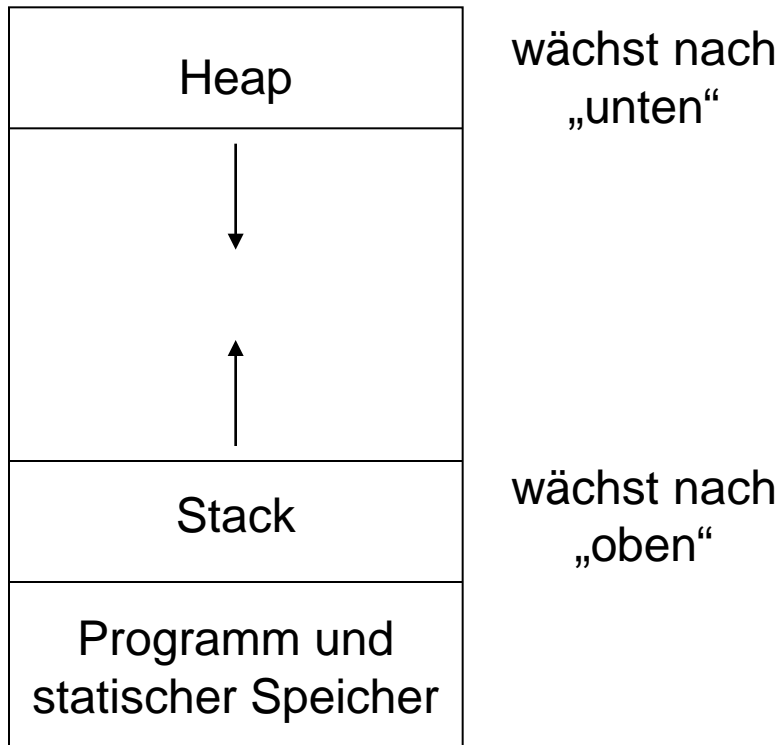 Heap
wächst nach
„unten“
Stack
wächst nach
„oben“
Programm und
statischer Speicher